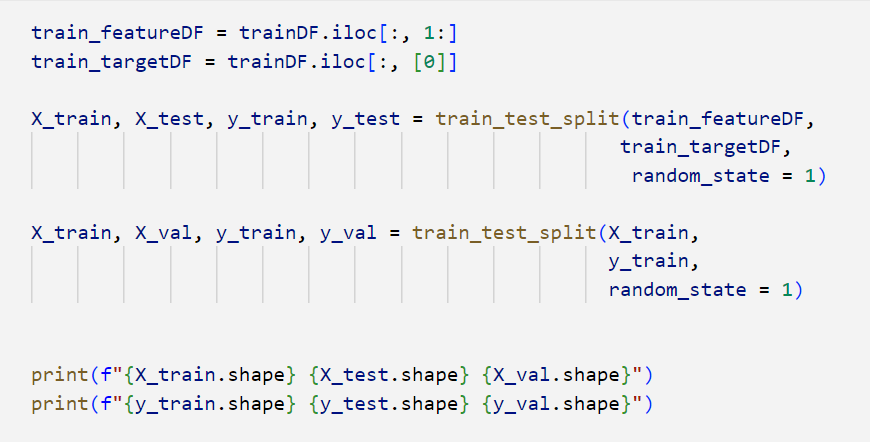 train_featureDF = trainDF.iloc[:, 1:]
train_targetDF = trainDF.iloc[:, [0]]
X_train, X_test, y_train, y_test = train_test_split(train_featureDF,
train_targetDF,
random_state = 1)
X_train, X_val, y_train, y_val = train_test_split(X_train,
y_train,
random_state = 1)
print(f"{X_train.shape} {X_test.shape} {X_val.shape}")
print(f"{y_train.shape} {y_test.shape} {y_val.shape}")